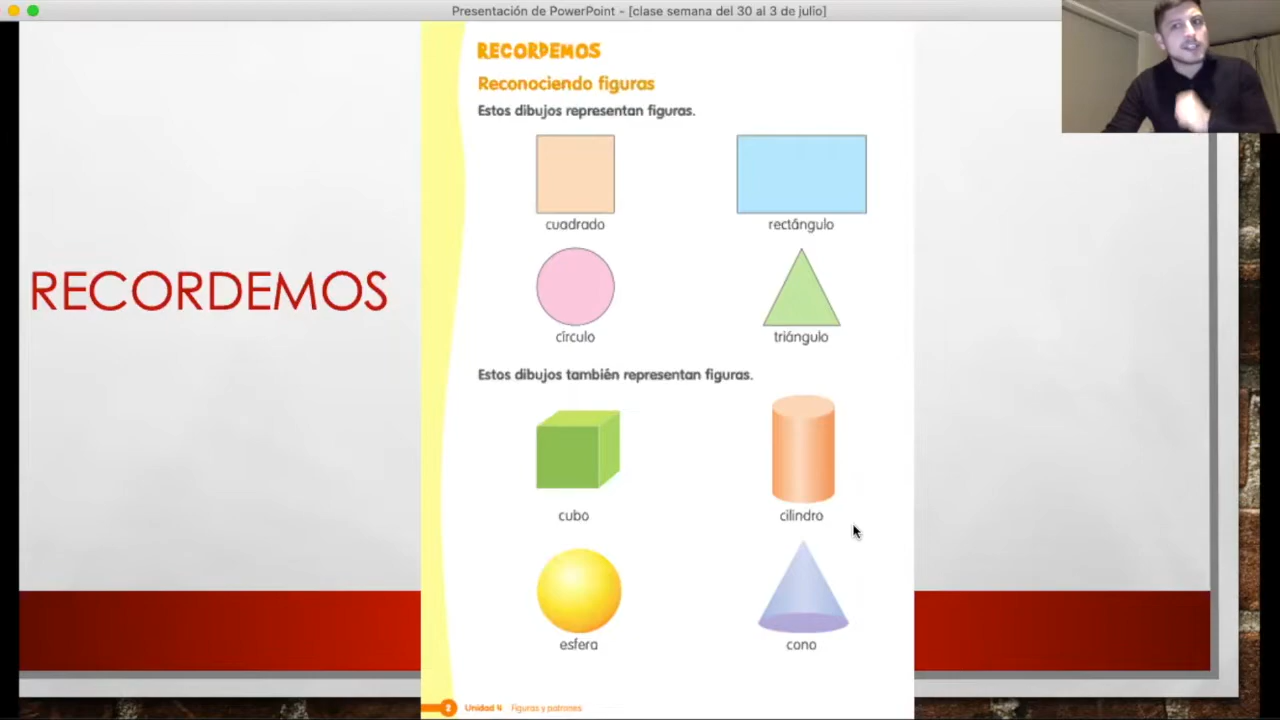 Presentación de PowerPoint - [clase semana del 30 al 3 de julio]
RECORDEMOS
RECORDEMOS
Reconociendo figuras
Estos dibujos representan figuras.
cuadrado
rectángulo
círculo
triángulo
Estos dibujos también representan figuras.
cubo
cilindro
esfera
cono
2 Unidad 4 Figuras y patrones